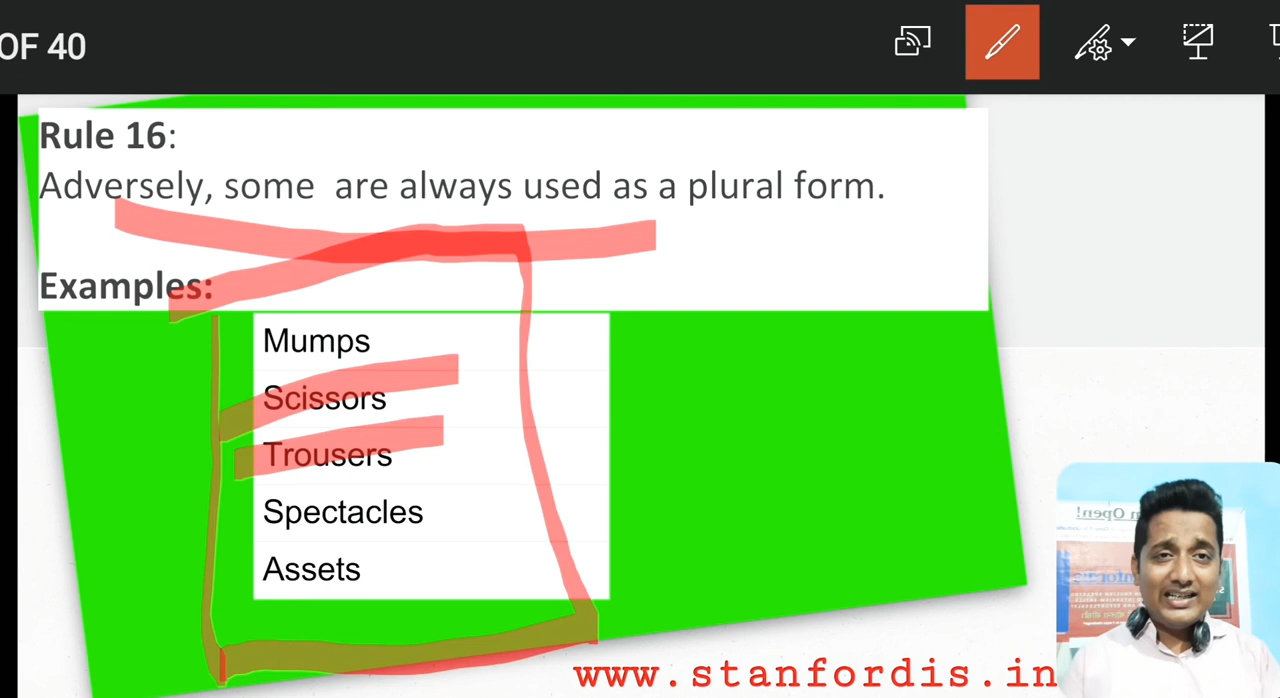 OF 40
Rule 16:
Adversely, some are always used as a plural form.
Examples:
Mumps
Scissors
Trousers
Spectacles
Assets
www.stanfordis.in